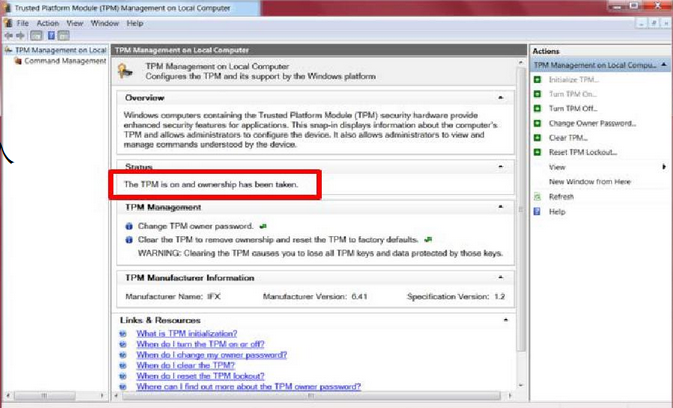 Trusted Platform Module (TPM) Management on Local Computer
File Action View Window Help
TPM Management on Local
Command Management
TPM Management on Local Computer
TPM Management on Local Computer
Configures the TPM and its support by the Windows platform
Overview
Windows computers containing the Trusted Platform Module (TPM) security hardware provide
enhanced security features for applications. This snap-in displays information about the computer's
TPM and allows administrators to configure the device. It also allows administrators to view and
manage commands understood by the device.
Status
The TPM is on and ownership has been taken.
TPM Management
Change TPM owner password.
Clear the TPM to remove ownership and reset the TPM to factory defaults.
WARNING: Clearing the TPM causes you to lose all TPM keys and data protected by those keys.
TPM Manufacturer Information
Manufacturer Name: IFX Manufacturer Version: 6.41 Specification Version: 1.2
Links & Resources
What is TPM initialization?
When do I turn the TPM on or off?
When do I change my owner password?
When do I clear the TPM?
When do I reset the TPM lockout?
Where can I find out more about the TPM owner password?
Actions
TPM Management on Local Compu...
Initialize TPM...
Turn TPM On...
Turn TPM Off...
Change Owner Password...
Clear TPM...
Reset TPM Lockout...
View
New Window from Here
Refresh
Help